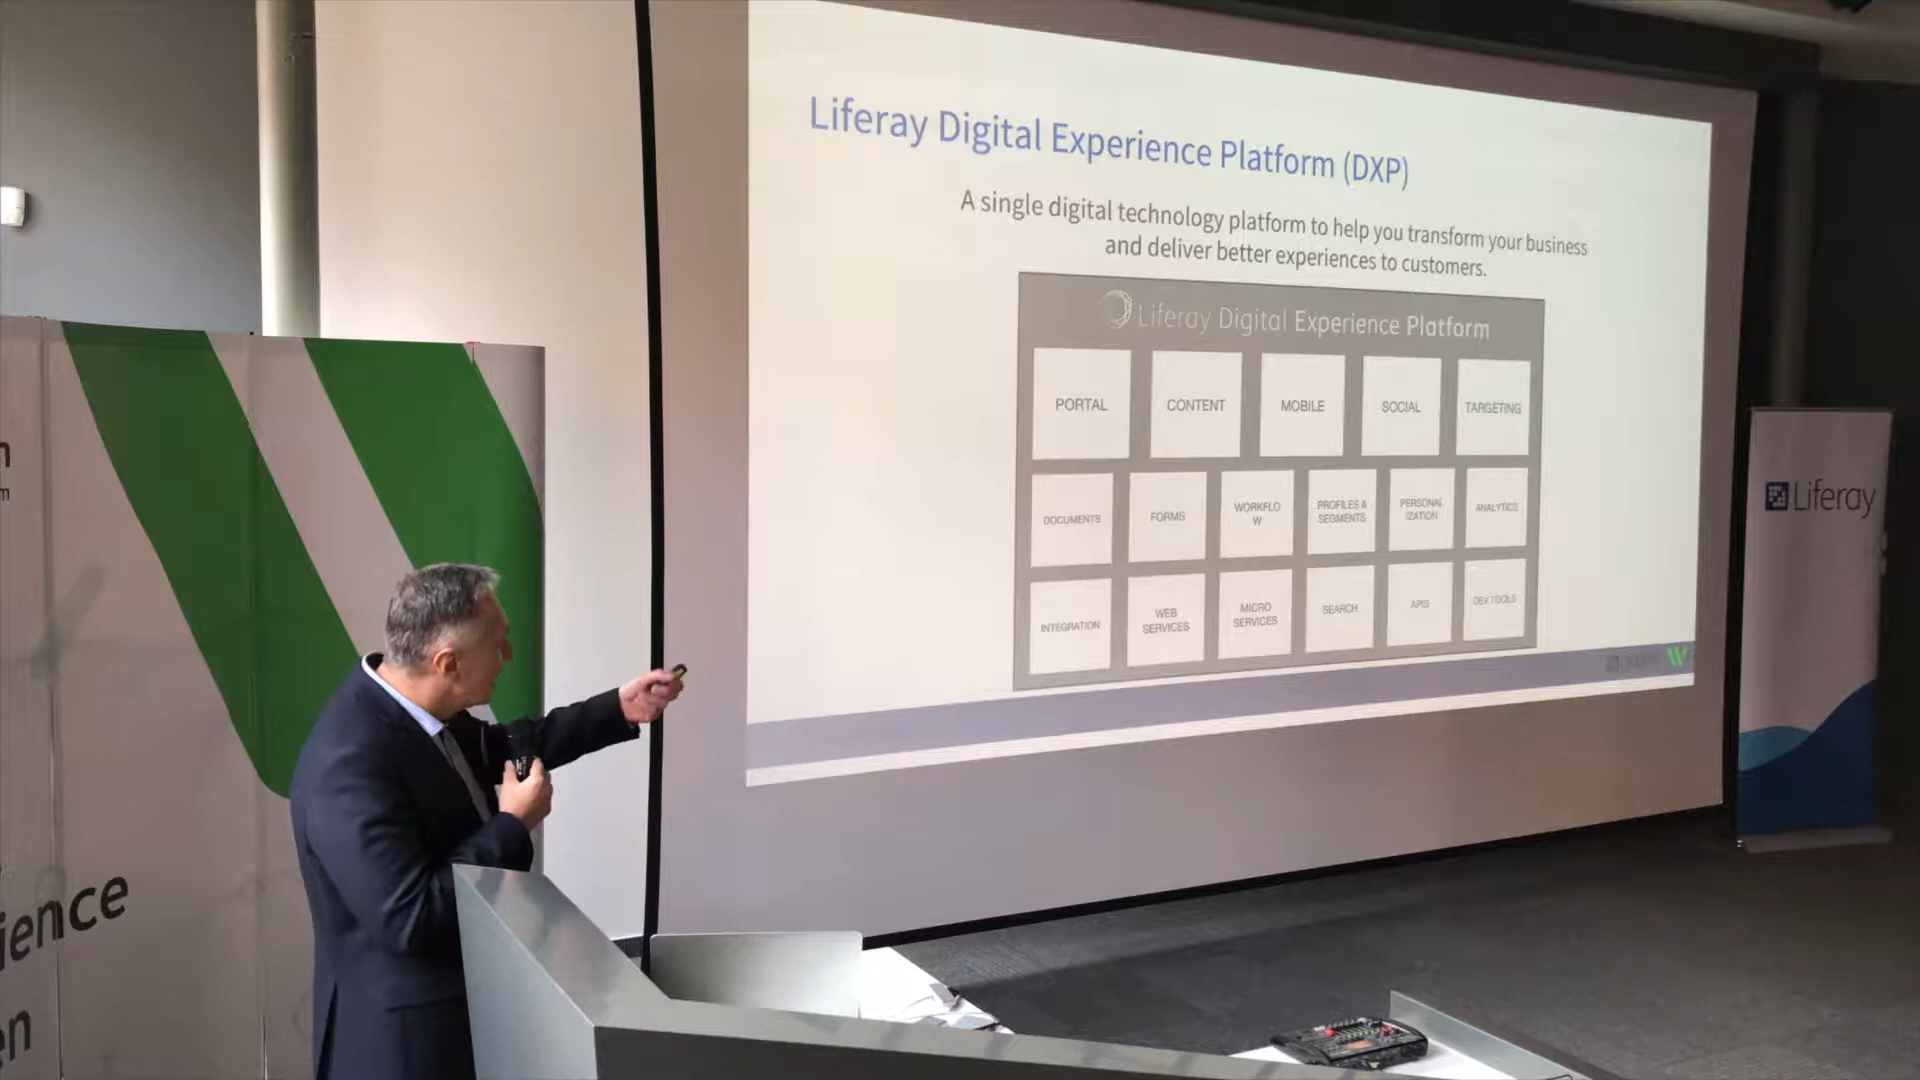 Liferay Digital Experience Platform (DXP)
A single digital technology platform to help you transform your business
and deliver better experiences to customers.
Liferay Digital Experience Platform
PORTAL
CONTENT
MOBILE
SOCIAL
TARGETING
DOCUMENTS
FORMS
WORKFLO
W
PROFILES &
SEGMENTS
PERSONAL
IZATION
ANALYTICS
INTEGRATION
WEB
SERVICES
MICRO
SERVICES
SEARCH
APIS
DEV TOOLS
Liferay
n
m
ience
en